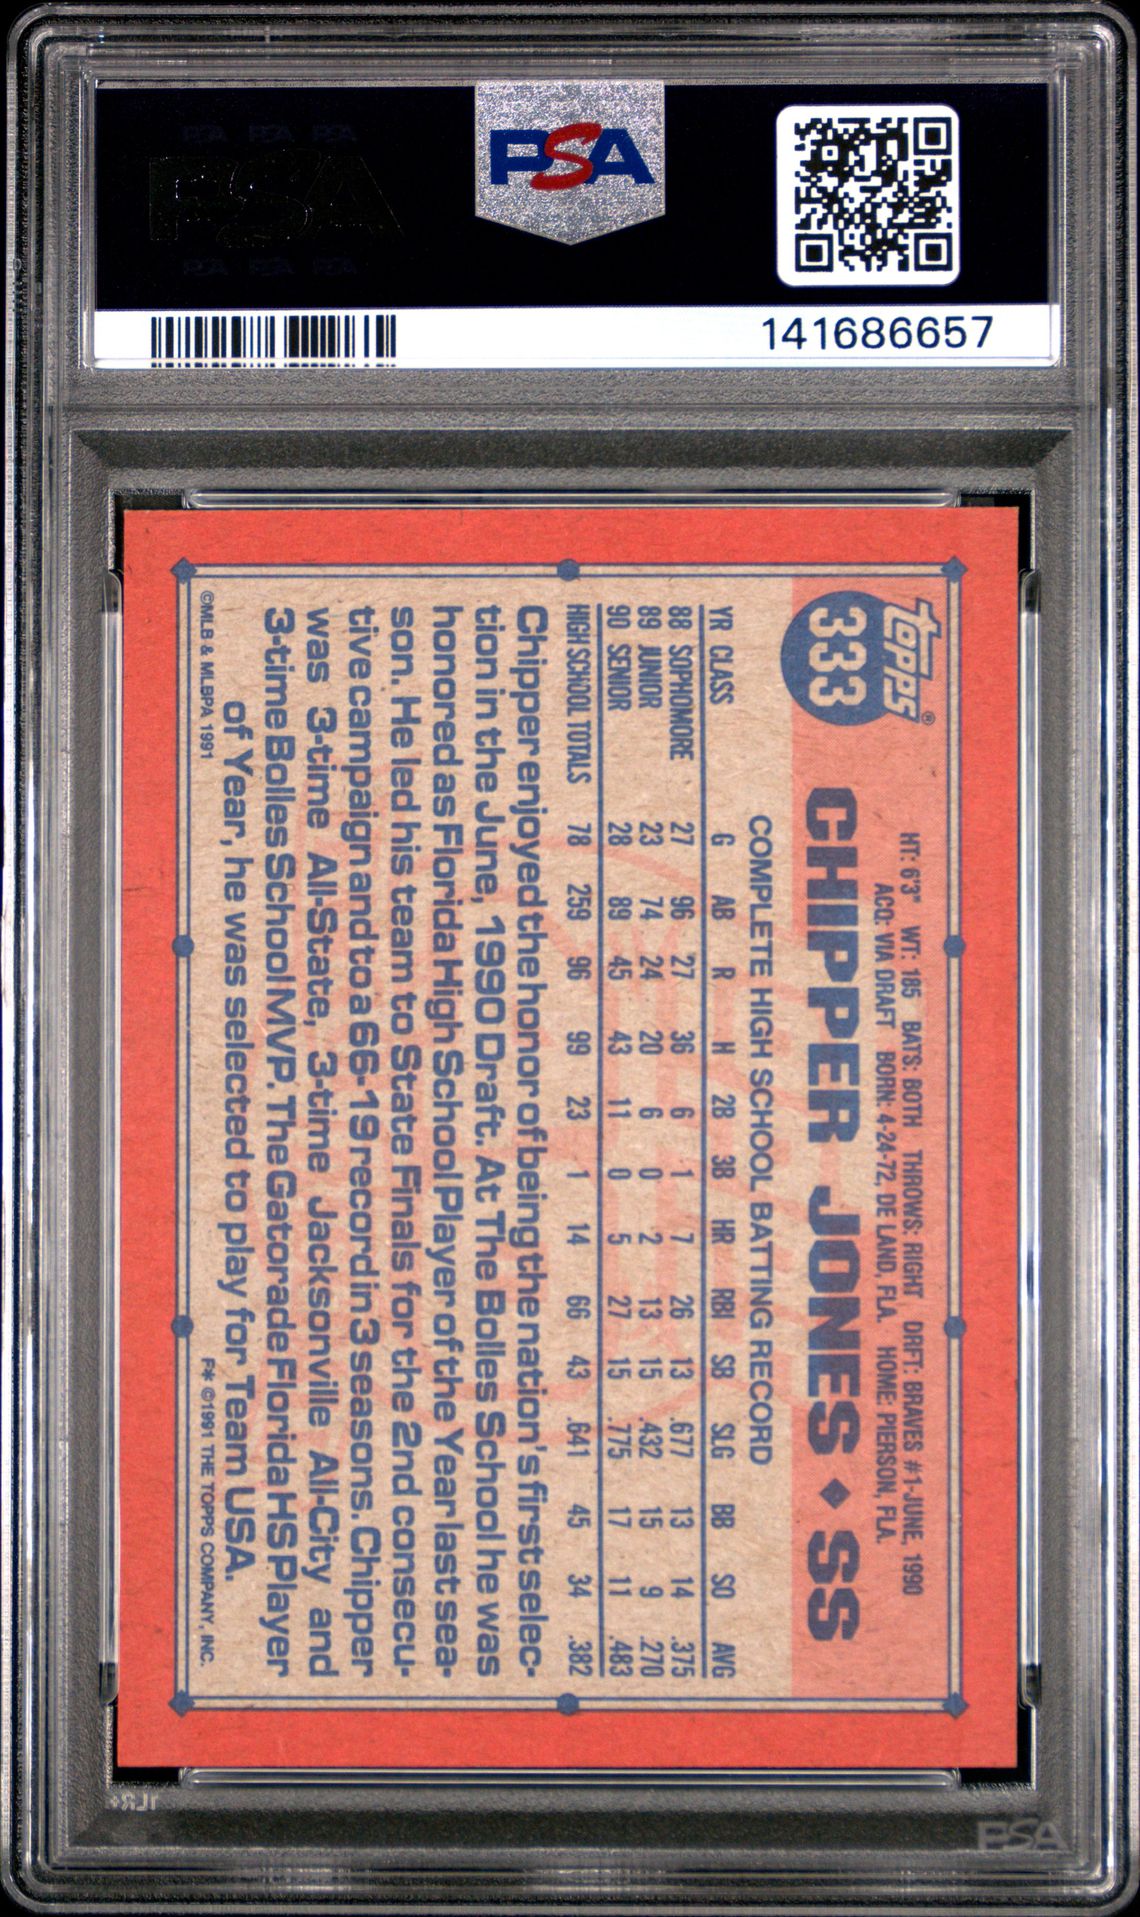 PSA
PSA PSA PSA
PSA
PSA PSA PSA
141686657
topps®
333
HT: 6'3" WT: 185 BATS: BOTH THROWS: RIGHT DRFT: BRAVES #1-JUNE, 1990
ACQ: VIA DRAFT BORN: 4-24-72, DE LAND, FLA. HOME: PIERSON, FLA.
CHIPPER JONES ◆ SS
COMPLETE HIGH SCHOOL BATTING RECORD
YR CLASS G AB R H 2B 3B HR RBI SB SLG BB SO AVG
88 SOPHOMORE 27 96 27 36 6 1 7 26 13 .677 13 14 .375
89 JUNIOR 23 74 24 20 6 0 2 13 15 .432 15 9 .270
90 SENIOR 28 89 45 43 11 0 5 27 15 .775 17 11 .483
HIGH SCHOOL TOTALS 78 259 96 99 23 1 14 66 43 .641 45 34 .382
Chipper enjoyed the honor of being the nation's first selec-
tion in the June, 1990 Draft. At The Bolles School he was
honored as Florida High School Player of the Year last sea-
son. He led his team to State Finals for the 2nd consecu-
tive campaign and to a 66-19 record in 3 seasons. Chipper
was 3-time All-State, 3-time Jacksonville All-City and
3-time Bolles School MVP. The Gatorade Florida HS Player
of Year, he was selected to play for Team USA.
©MLB & MLBPA 1991
F* ©1991 THE TOPPS COMPANY, INC.
1LR+
PSA